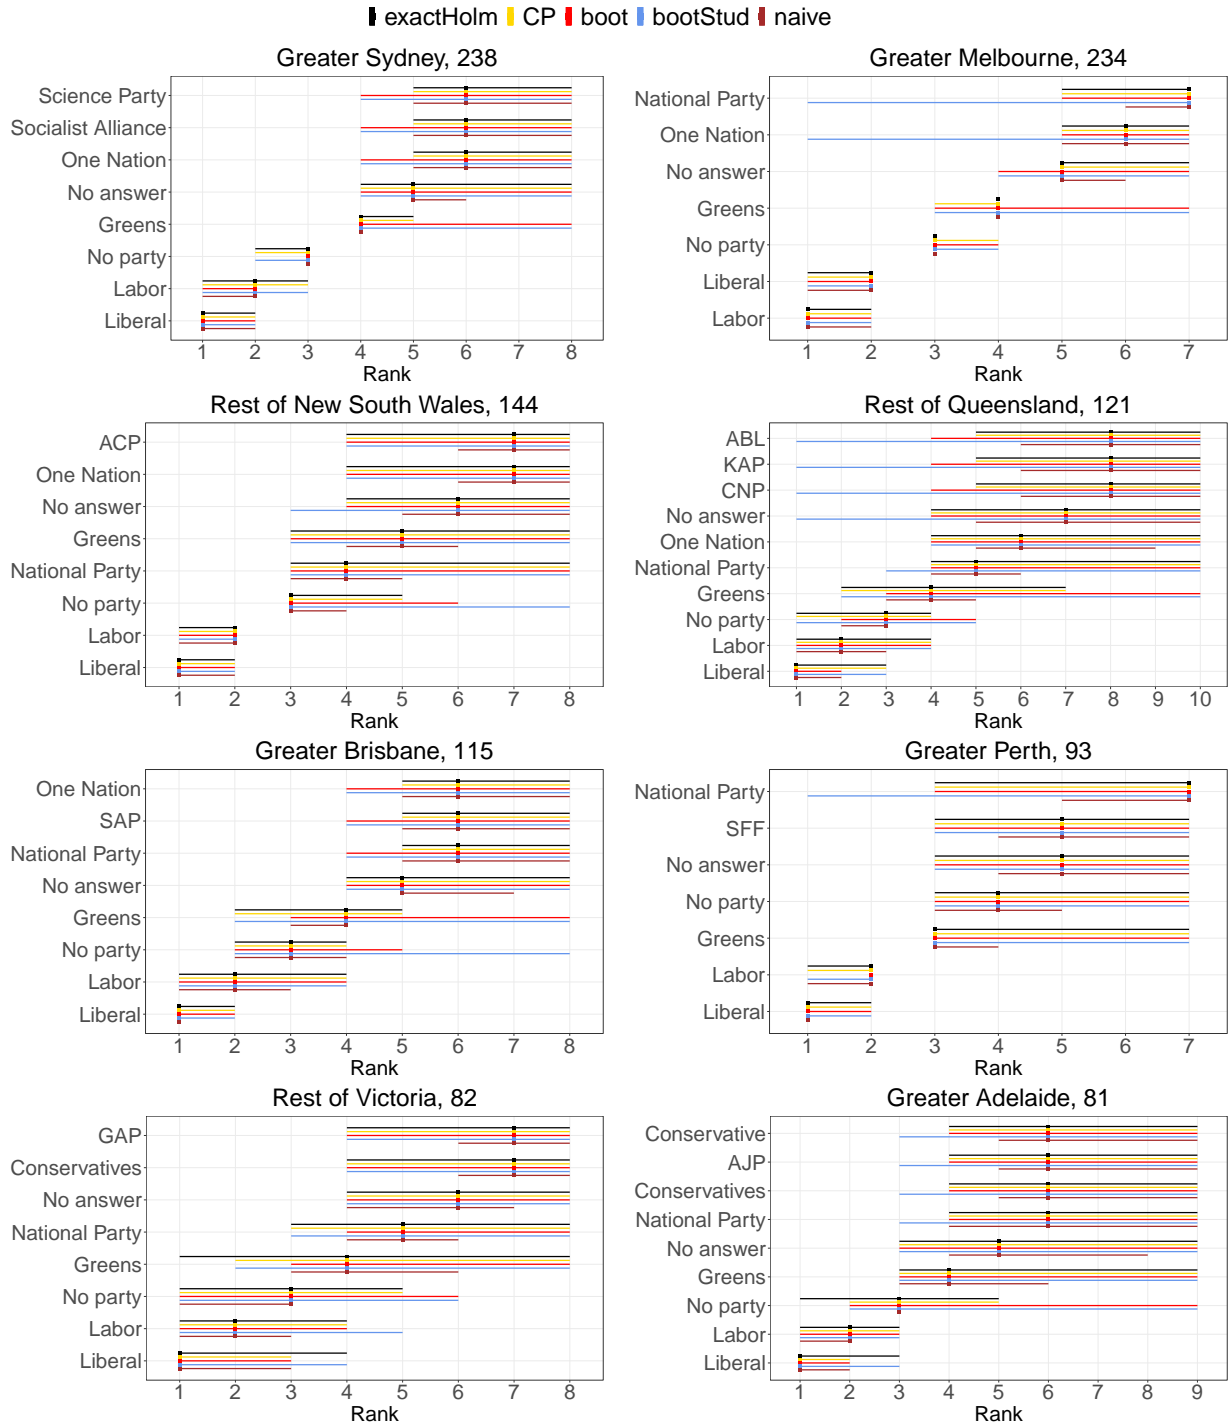 exactHolm CP boot bootStud naive
Greater Sydney, 238
Science Party
Socialist Alliance
One Nation
No answer
Greens
No party
Labor
Liberal
1 2 3 4 5 6 7 8
Rank
Greater Melbourne, 234
National Party
One Nation
No answer
Greens
No party
Liberal
Labor
1 2 3 4 5 6 7
Rank
Rest of New South Wales, 144
ACP
One Nation
No answer
Greens
National Party
No party
Labor
Liberal
1 2 3 4 5 6 7 8
Rank
Rest of Queensland, 121
ABL
KAP
CNP
No answer
One Nation
National Party
Greens
No party
Labor
Liberal
1 2 3 4 5 6 7 8 9 10
Rank
Greater Brisbane, 115
One Nation
SAP
National Party
No answer
Greens
No party
Labor
Liberal
1 2 3 4 5 6 7 8
Rank
Greater Perth, 93
National Party
SFF
No answer
No party
Greens
Labor
Liberal
1 2 3 4 5 6 7
Rank
Rest of Victoria, 82
GAP
Conservatives
No answer
National Party
Greens
No party
Labor
Liberal
1 2 3 4 5 6 7 8
Rank
Greater Adelaide, 81
Conservative
AJP
Conservatives
National Party
No answer
Greens
No party
Labor
Liberal
1 2 3 4 5 6 7 8 9
Rank